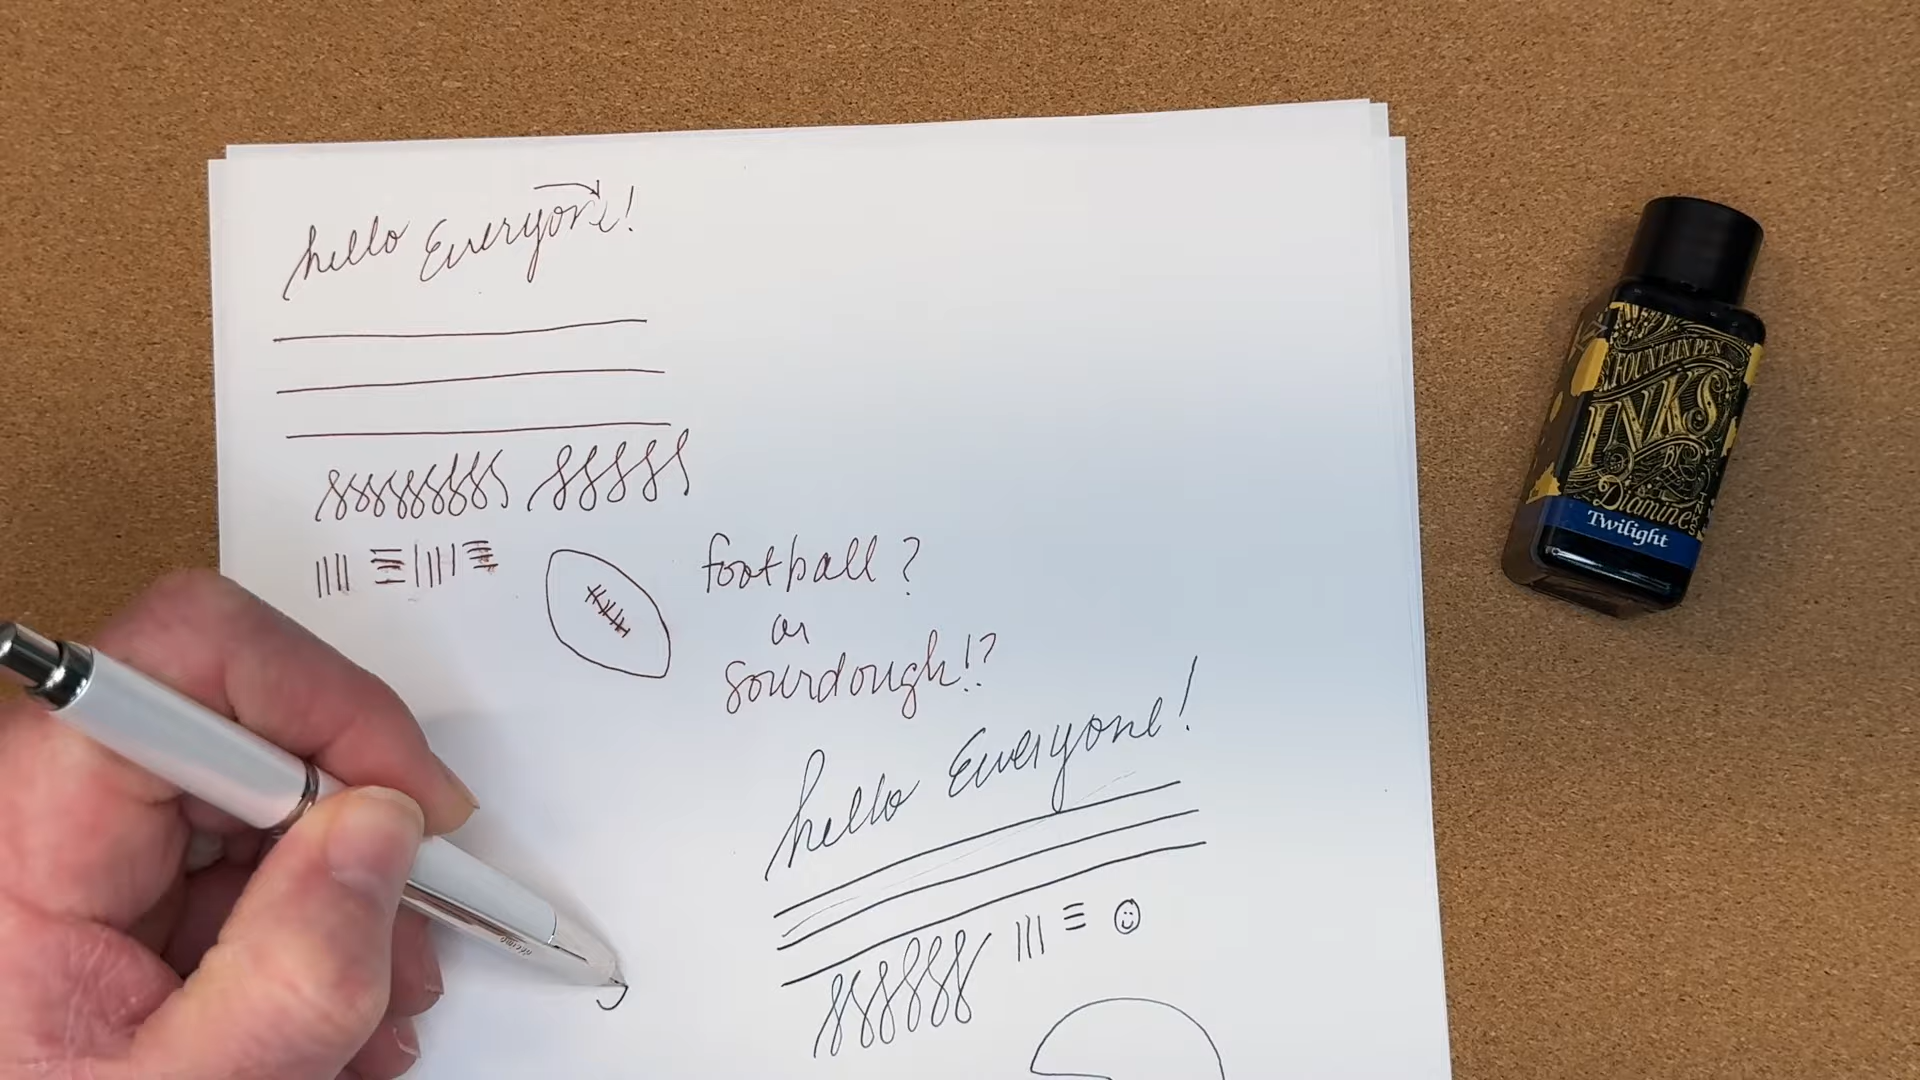 hello Everyone!
football?
or
sourdough!?
hello Everyone!
FOUNTAIN PEN
INKS
BY
Diamine
Twilight